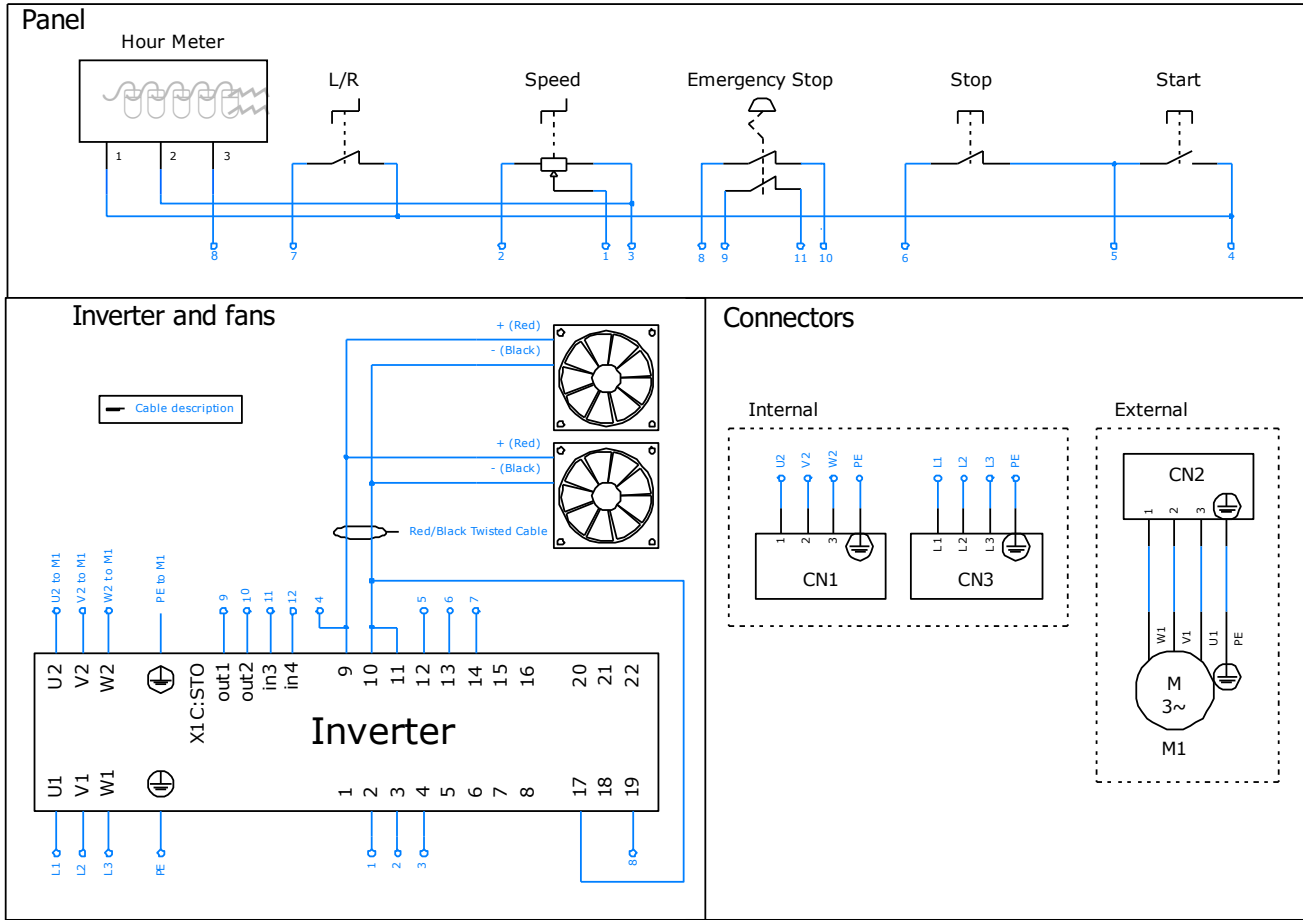 Panel
Hour Meter
L/R
Speed
Emergency Stop
Stop
Start
1
2
3
8
7
2
1
3
8
9
11
10
6
5
4
Inverter and fans
+ (Red)
- (Black)
Cable description
+ (Red)
- (Black)
Red/Black Twisted Cable
U2 to M1
V2 to M1
W2 to M1
PE to M1
9
10
11
12
4
5
6
7
U2
V2
W2
X1C:STO
out1
out2
in3
in4
9
10
11
12
13
14
15
16
20
21
22
Inverter
U1
V1
W1
1
2
3
4
5
6
7
8
17
18
19
L1
L2
L3
PE
1
2
3
8
Connectors
Internal
U2
V2
W2
PE
L1
L2
L3
PE
1
2
3
L1
L2
L3
CN1
CN3
External
CN2
1
2
3
W1
V1
U1
PE
M
3~
M1